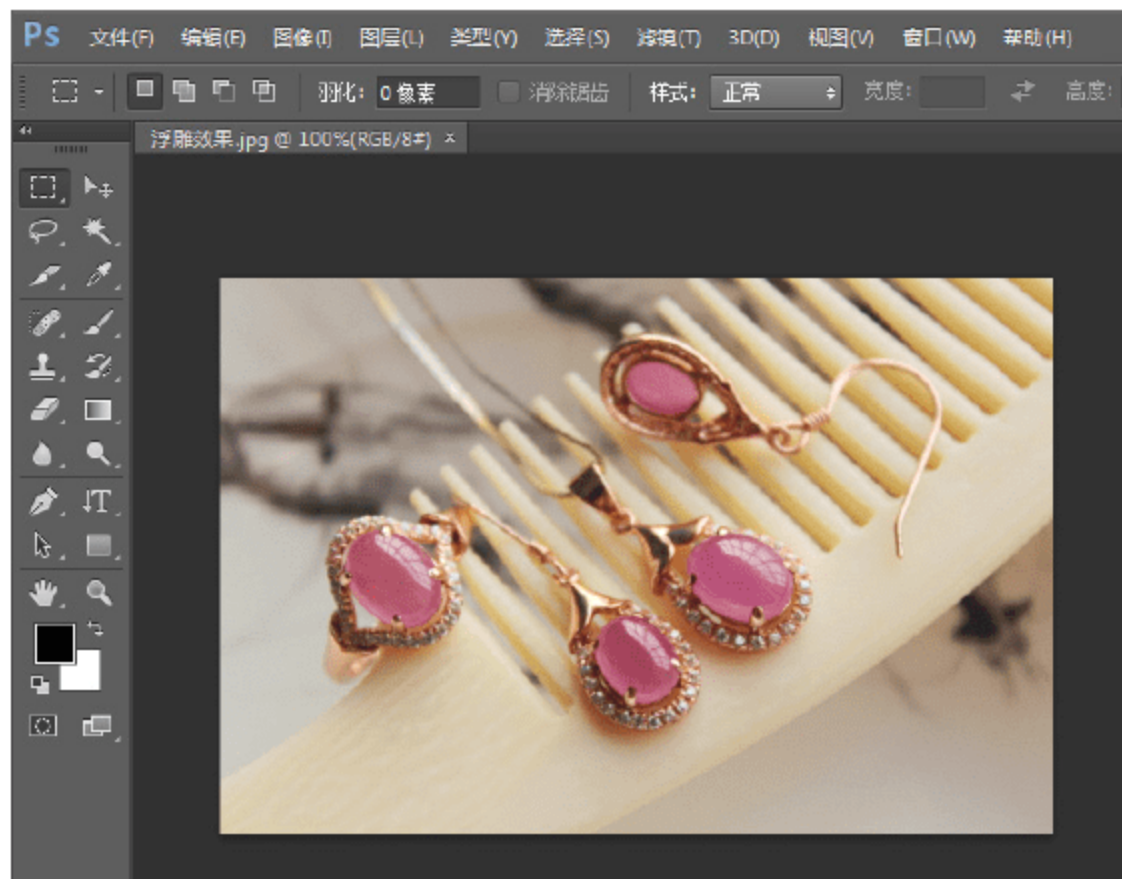 Ps 文件(F) 编辑(E) 图像(I) 图层(L) 类型(Y) 选择(S) 滤镜(T) 3D(D) 视图(V) 窗口(W) 帮助(H)
羽化: 0 像素 消除锯齿 样式: 正常 宽度: 高度:
浮雕效果.jpg @ 100%(RGB/8#) ×